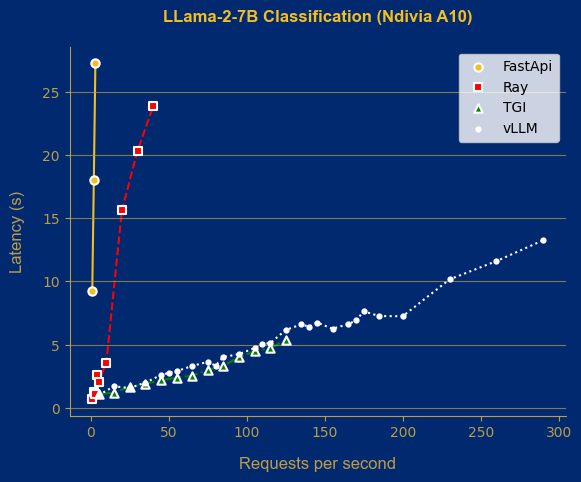 LLama-2-7B Classification (Ndivia A10)
FastApi
Ray
TGI
vLLM
Latency (s)
25
20
15
10
5
0
0 50 100 150 200 250 300
Requests per second